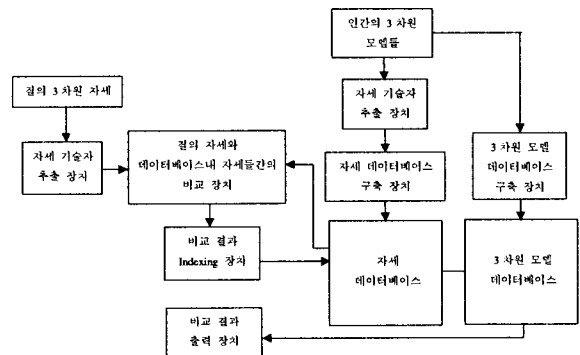 인간의 3차원
모델들
질의 3차원 자세
자세 기술자
추출 장치
자세 기술자
추출 장치
질의 자세와
데이터베이스내 자세들간의
비교 장치
자세 데이터베이스
구축 장치
3차원 모델
데이터베이스
구축 장치
비교 결과
Indexing 장치
자세
데이터베이스
3차원 모델
데이터베이스
비교 결과
출력 장치